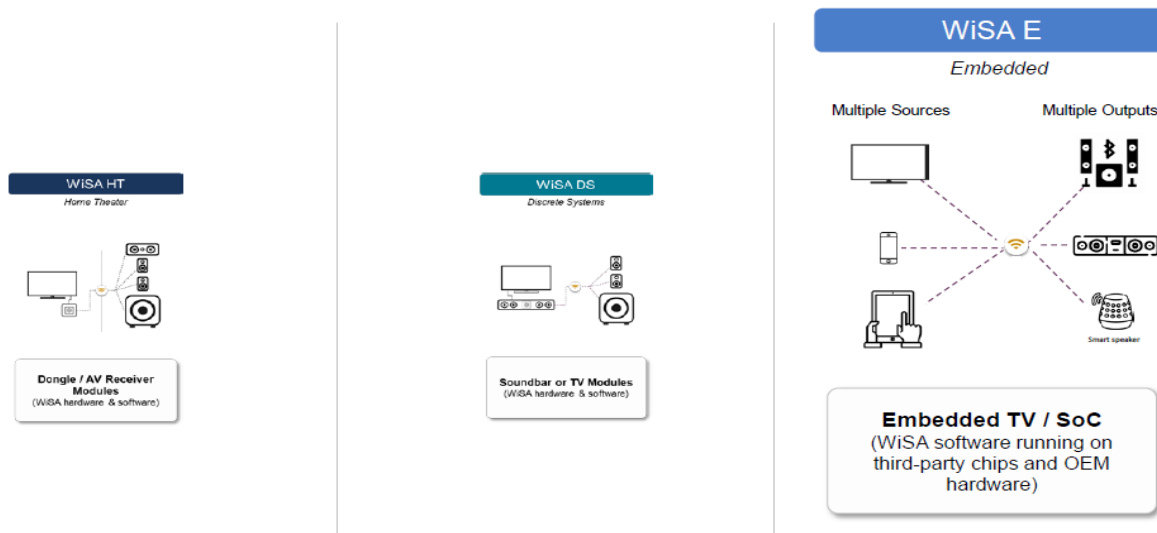 WiSA HT
Home Theater
Dongle / AV Receiver
Modules
(WiSA hardware & software)
WiSA DS
Discrete Systems
Soundbar or TV Modules
(WiSA hardware & software)
WiSA E
Embedded
Multiple Sources
Multiple Outputs
Smart speaker
Embedded TV / SoC
(WiSA software running on
third-party chips and OEM
hardware)